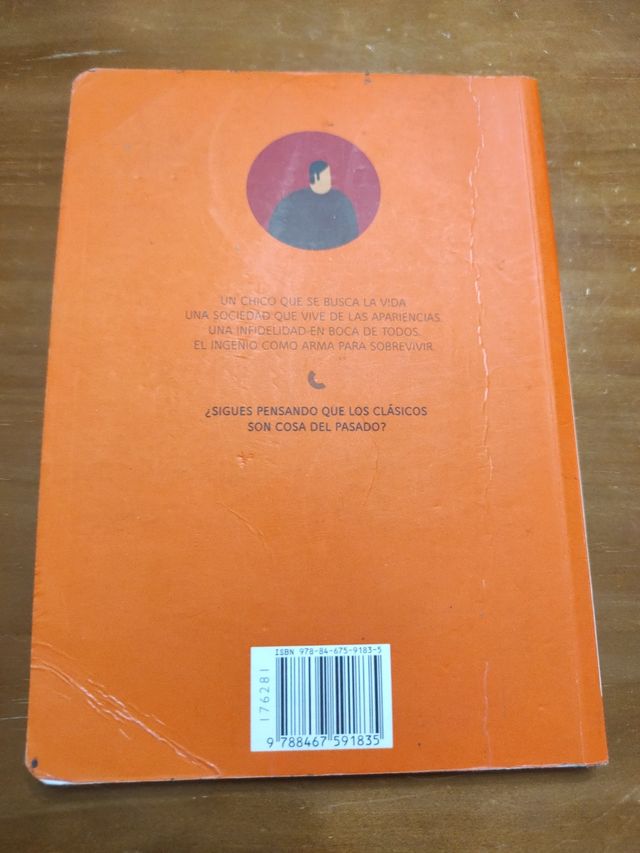 UN CHICO QUE SE BUSCA LA VIDA
UNA SOCIEDAD QUE VIVE DE LAS APARIENCIAS.
UNA INFIDELIDAD EN BOCA DE TODOS.
EL INGENIO COMO ARMA PARA SOBREVIVIR.
¿SIGUES PENSANDO QUE LOS CLÁSICOS
SON COSA DEL PASADO?
ISBN 978-84-675-9183-5
176281
9 788467 591835